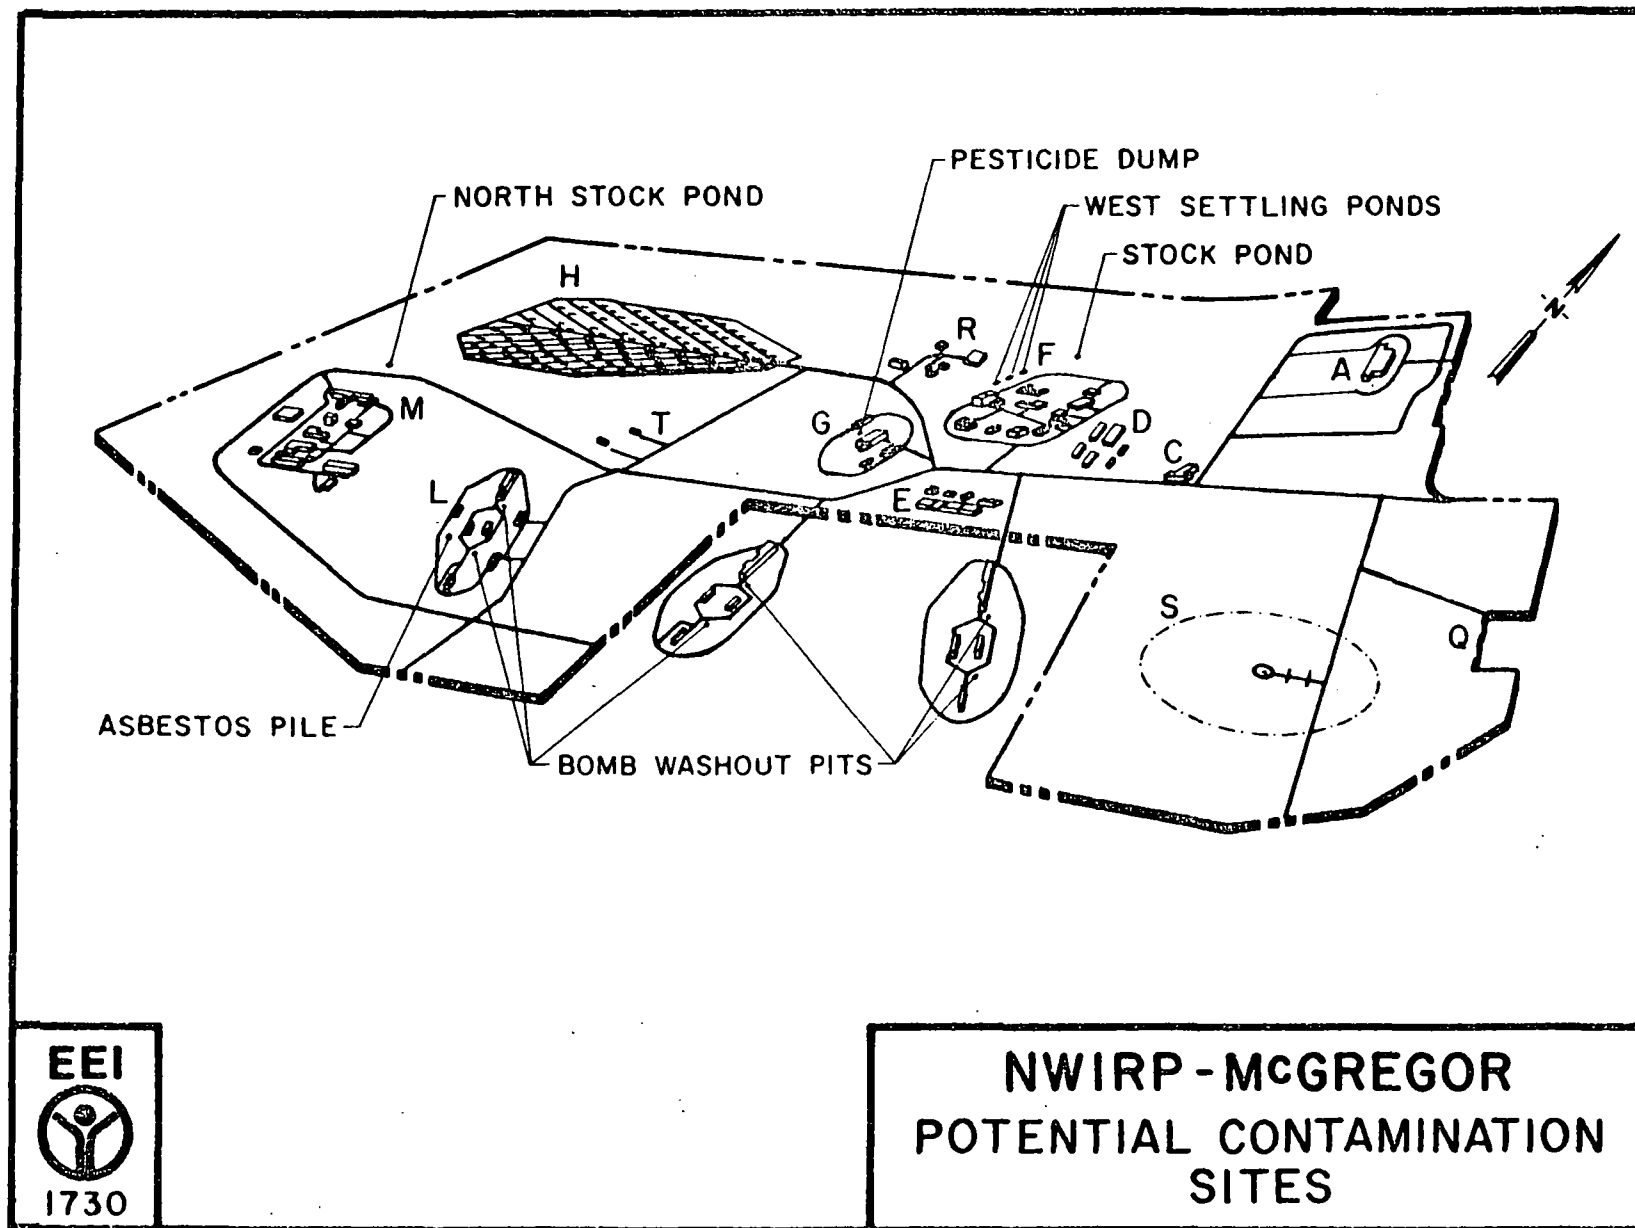 PESTICIDE DUMP
NORTH STOCK POND
WEST SETTLING PONDS
STOCK POND
H
N
R
F
A
M
T
G
D
C
L
E
S
Q
ASBESTOS PILE
BOMB WASHOUT PITS
EEI
1730
NWIRP-McGREGOR
POTENTIAL CONTAMINATION
SITES